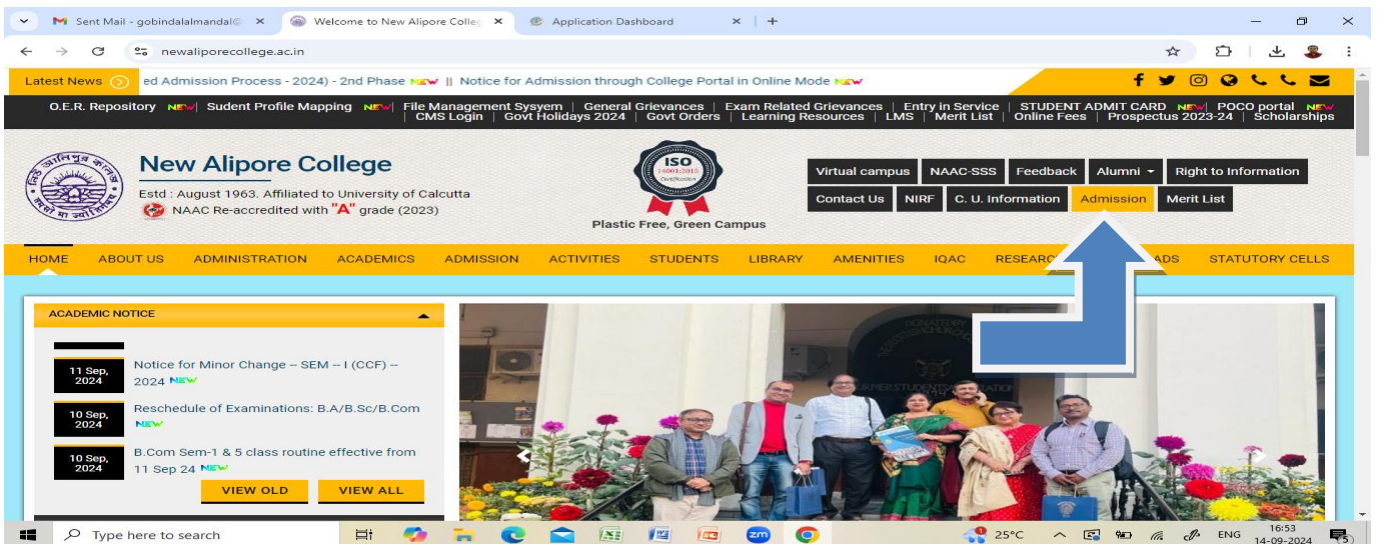 Sent Mail - gobindalalmandal@
Welcome to New Alipore Colleg
Application Dashboard
newaliporecollege.ac.in
Latest News
ed Admission Process - 2024) - 2nd Phase NEW || Notice for Admission through College Portal in Online Mode NEW
O.E.R. Repository NEW| Sudent Profile Mapping NEW| File Management Sysyem | General Grievances | Exam Related Grievances | Entry in Service | STUDENT ADMIT CARD NEW| POCO portal NEW
| CMS Login | Govt Holidays 2024 | Govt Orders | Learning Resources | LMS | Merit List | Online Fees | Prospectus 2023-24 | Scholarships
New Alipore College
Estd : August 1963. Affiliated to University of Calcutta
NAAC Re-accredited with "A" grade (2023)
ISO
14001:2015
Plastic Free, Green Campus
Virtual campus NAAC-SSS Feedback Alumni Right to Information
Contact Us NIRF C. U. Information Admission Merit List
HOME ABOUT US ADMINISTRATION ACADEMICS ADMISSION ACTIVITIES STUDENTS LIBRARY AMENITIES IQAC RESEARC ADS STATUTORY CELLS
ACADEMIC NOTICE
11 Sep,
2024
Notice for Minor Change -- SEM -- I (CCF) --
2024 NEW
10 Sep,
2024
Reschedule of Examinations: B.A/B.Sc/B.Com
NEW
10 Sep,
2024
B.Com Sem-1 & 5 class routine effective from
11 Sep 24 NEW
VIEW OLD VIEW ALL
Type here to search
zm
25°C
ENG
16:53
14-09-2024
5